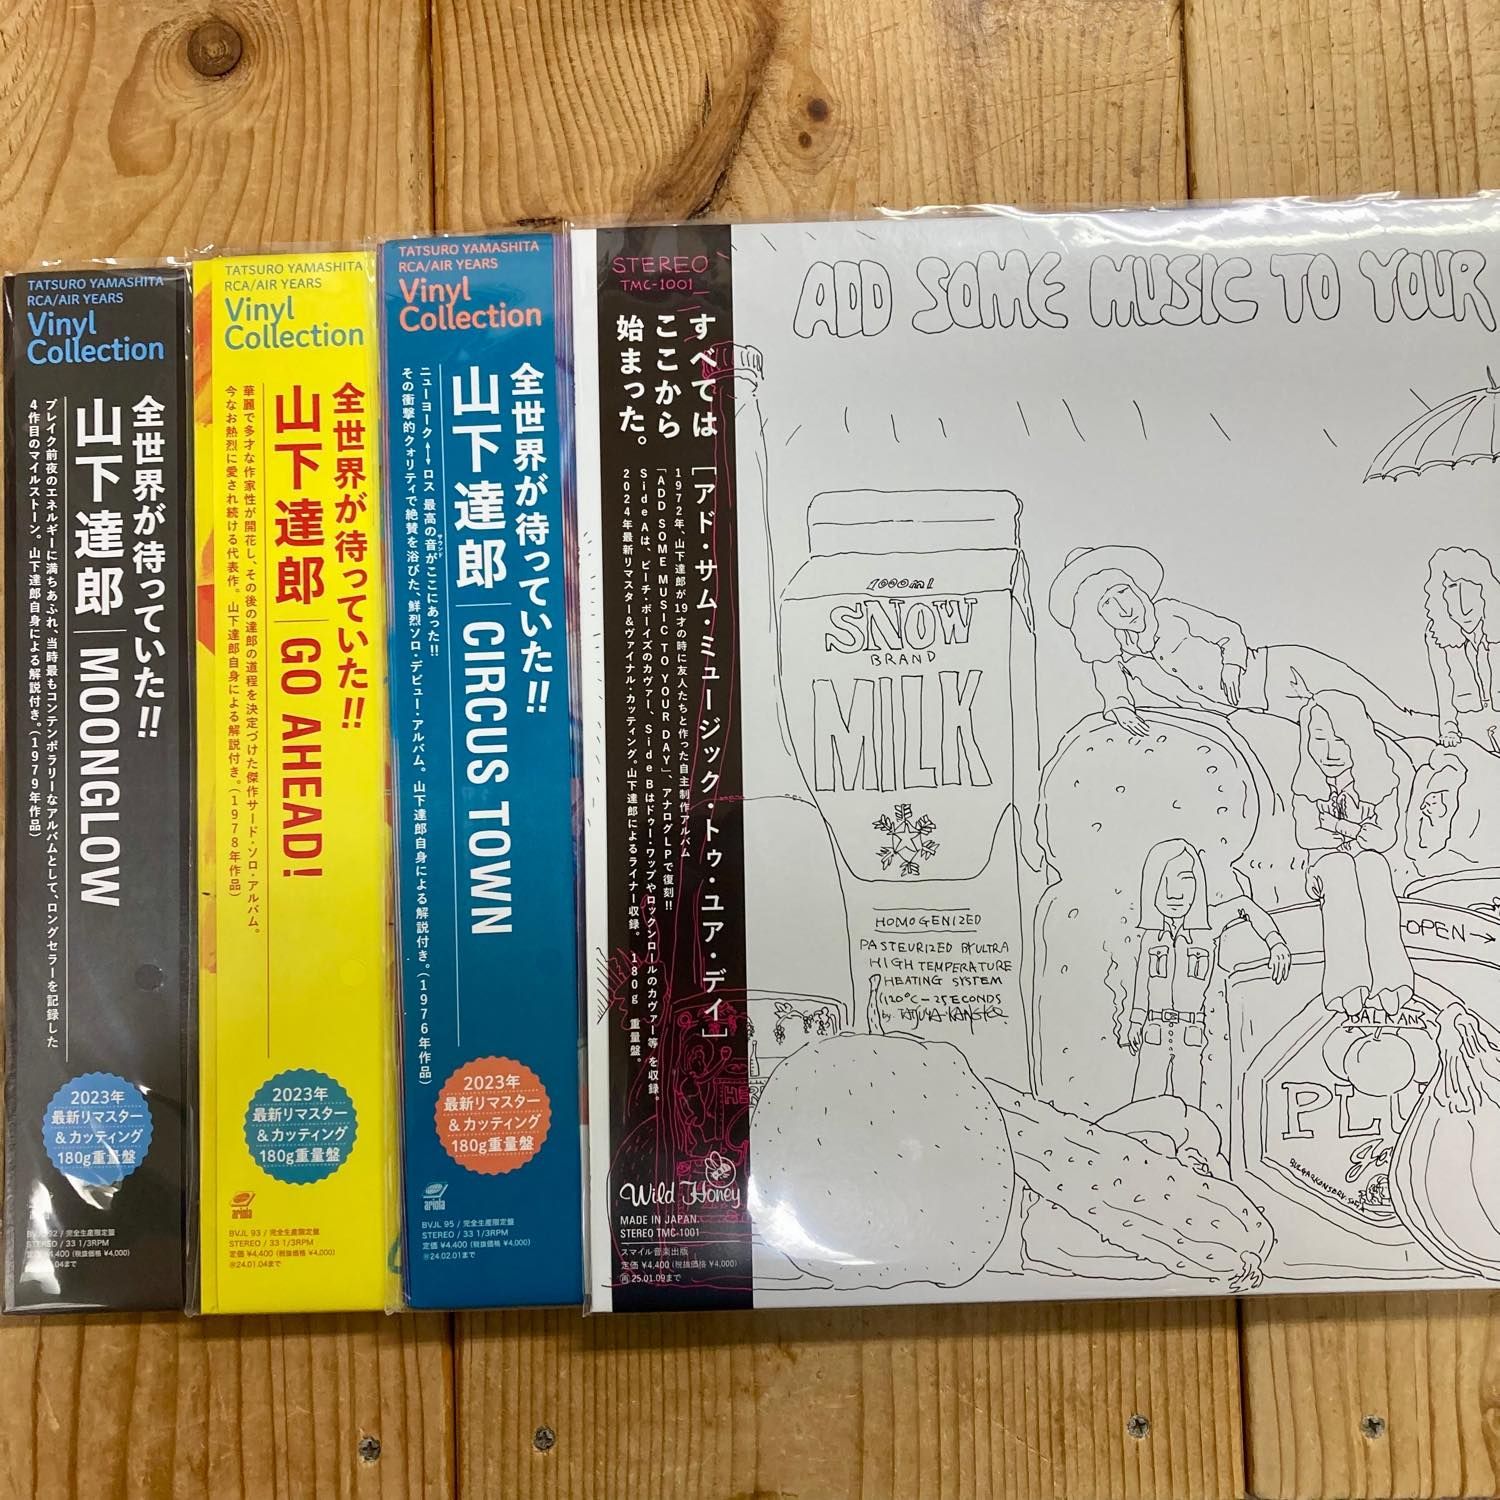 TATSURO YAMASHITA
RCA/AIR YEARS
Vinyl
Collection
全世界が待っていた!!
山下達郎 MOONGLOW
ブレイク前夜のエネルギーに満ちあふれ、当時最もコンテンポラリーなアルバムとして、ロングセラーを記録した
4作目のマイルストーン。山下達郎自身による解説付き。(1979年作品)
2023年
最新リマスター
&カッティング
180g重量盤
完全生産限定盤
STEREO / 33 1/3RPM
¥4,400 (税抜価格 ¥4,000)
.04まで
TATSURO YAMASHITA
RCA/AIR YEARS
Vinyl
Collection
全世界が待っていた!!
山下達郎 GO AHEAD!
華麗で多才な作家性が開花し、その後の達郎の道程を決定づけた傑作サード・ソロ・アルバム。
今なお熱烈に愛され続ける代表作。山下達郎自身による解説付き。(1978年作品)
2023年
最新リマスター
&カッティング
180g重量盤
ariola
BVJL 93 / 完全生産限定盤
STEREO / 33 1/3RPM
定価 ¥4,400 (税抜価格 ¥4,000)
※24.01.04まで
TATSURO YAMASHITA
RCA/AIR YEARS
Vinyl
Collection
全世界が待っていた!!
山下達郎 CIRCUS TOWN
ニューヨーク⟷ロス 最高の音がここにあった!!
サウンド
その衝撃的クォリティで絶賛を浴びた、鮮烈ソロ・デビュー・アルバム。山下達郎自身による解説付き。(1976年作品)
2023年
最新リマスター
&カッティング
180g重量盤
ariola
BVJL 95 / 完全生産限定盤
STEREO / 33 1/3RPM
定価 ¥4,400 (税抜価格 ¥4,000)
※24.02.01まで
STEREO
TMC-1001
すべては
ここから
始まった。
[アド・サム・ミュージック・トゥ・ユア・デイ]
1972年、山下達郎が19才の時に友人たちと作った自主制作アルバム
「ADD SOME MUSIC TO YOUR DAY」、アナログLPで復刻!!
Side Aは、ビーチ・ボーイズのカヴァー、Side Bはドゥー・ワップやロックンロールのカヴァー等 を収録。
2024年最新リマスター&ヴァイナル・カッティング。山下達郎によるライナー収録。 180g 重量盤。
Wild Honey
MADE IN JAPAN.
STEREO TMC-1001
スマイル音楽出版
定価 ¥4,400 (税抜価格 ¥4,000)
再 25.01.09まで
ADD SOME MUSIC TO YOUR
1000ml
SNOW
BRAND
MILK
HOMOGENIZED
PASTEURIZED BY ULTRA
HIGH TEMPERATURE
HEATING SYSTEM
(120°C-2SECONDS
OPEN→
BALKAN